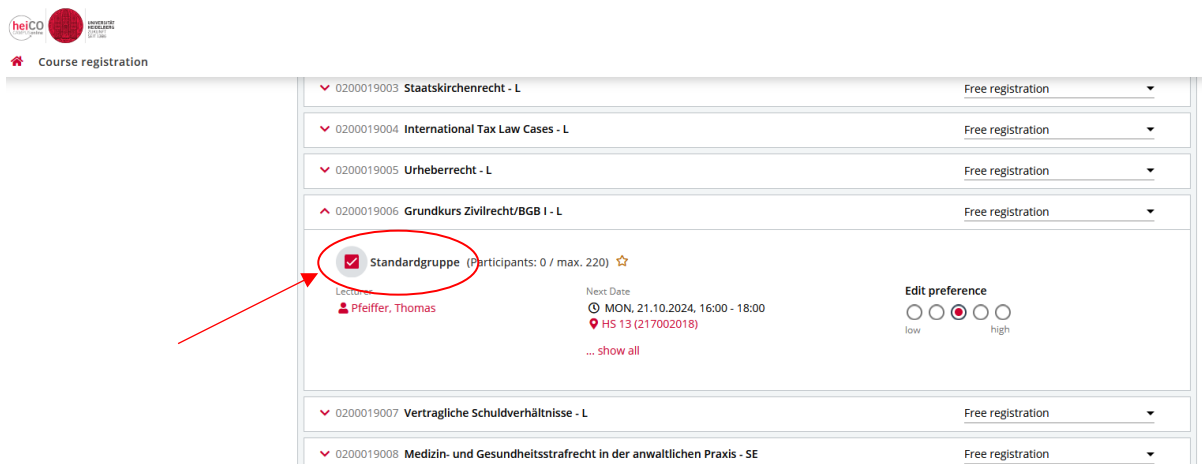 heiCO
UNIVERSITÄT
HEIDELBERG
ZUKUNFT
SEIT 1386
Course registration
0200019003 Staatskirchenrecht - L Free registration
0200019004 International Tax Law Cases - L Free registration
0200019005 Urheberrecht - L Free registration
0200019006 Grundkurs Zivilrecht/BGB I - L Free registration
Standardgruppe (Participants: 0 / max. 220)
Lecturer Next Date Edit preference
Pfeiffer, Thomas MON, 21.10.2024, 16:00 - 18:00
HS 13 (217002018)
low high
... show all
0200019007 Vertragliche Schuldverhältnisse - L Free registration
0200019008 Medizin- und Gesundheitsstrafrecht in der anwaltlichen Praxis - SE Free registration